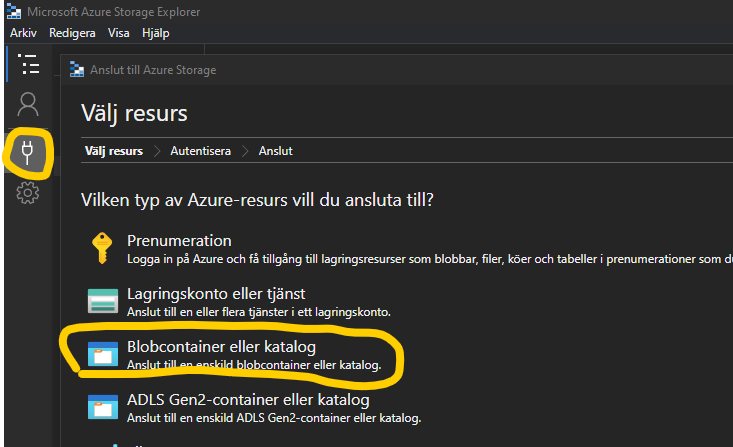 Microsoft Azure Storage Explorer
Arkiv Redigera Visa Hjälp
Anslut till Azure Storage
Välj resurs
Välj resurs Autentisera Anslut
Vilken typ av Azure-resurs vill du ansluta till?
Prenumeration
Logga in på Azure och få tillgång till lagringsresurser som blobbar, filer, köer och tabeller i prenumerationer som du
Lagringskonto eller tjänst
Anslut till en eller flera tjänster i ett lagringskonto.
Blobcontainer eller katalog
Anslut till en enskild blobcontainer eller katalog.
ADLS Gen2-container eller katalog
Anslut till en enskild ADLS Gen2-container eller katalog.